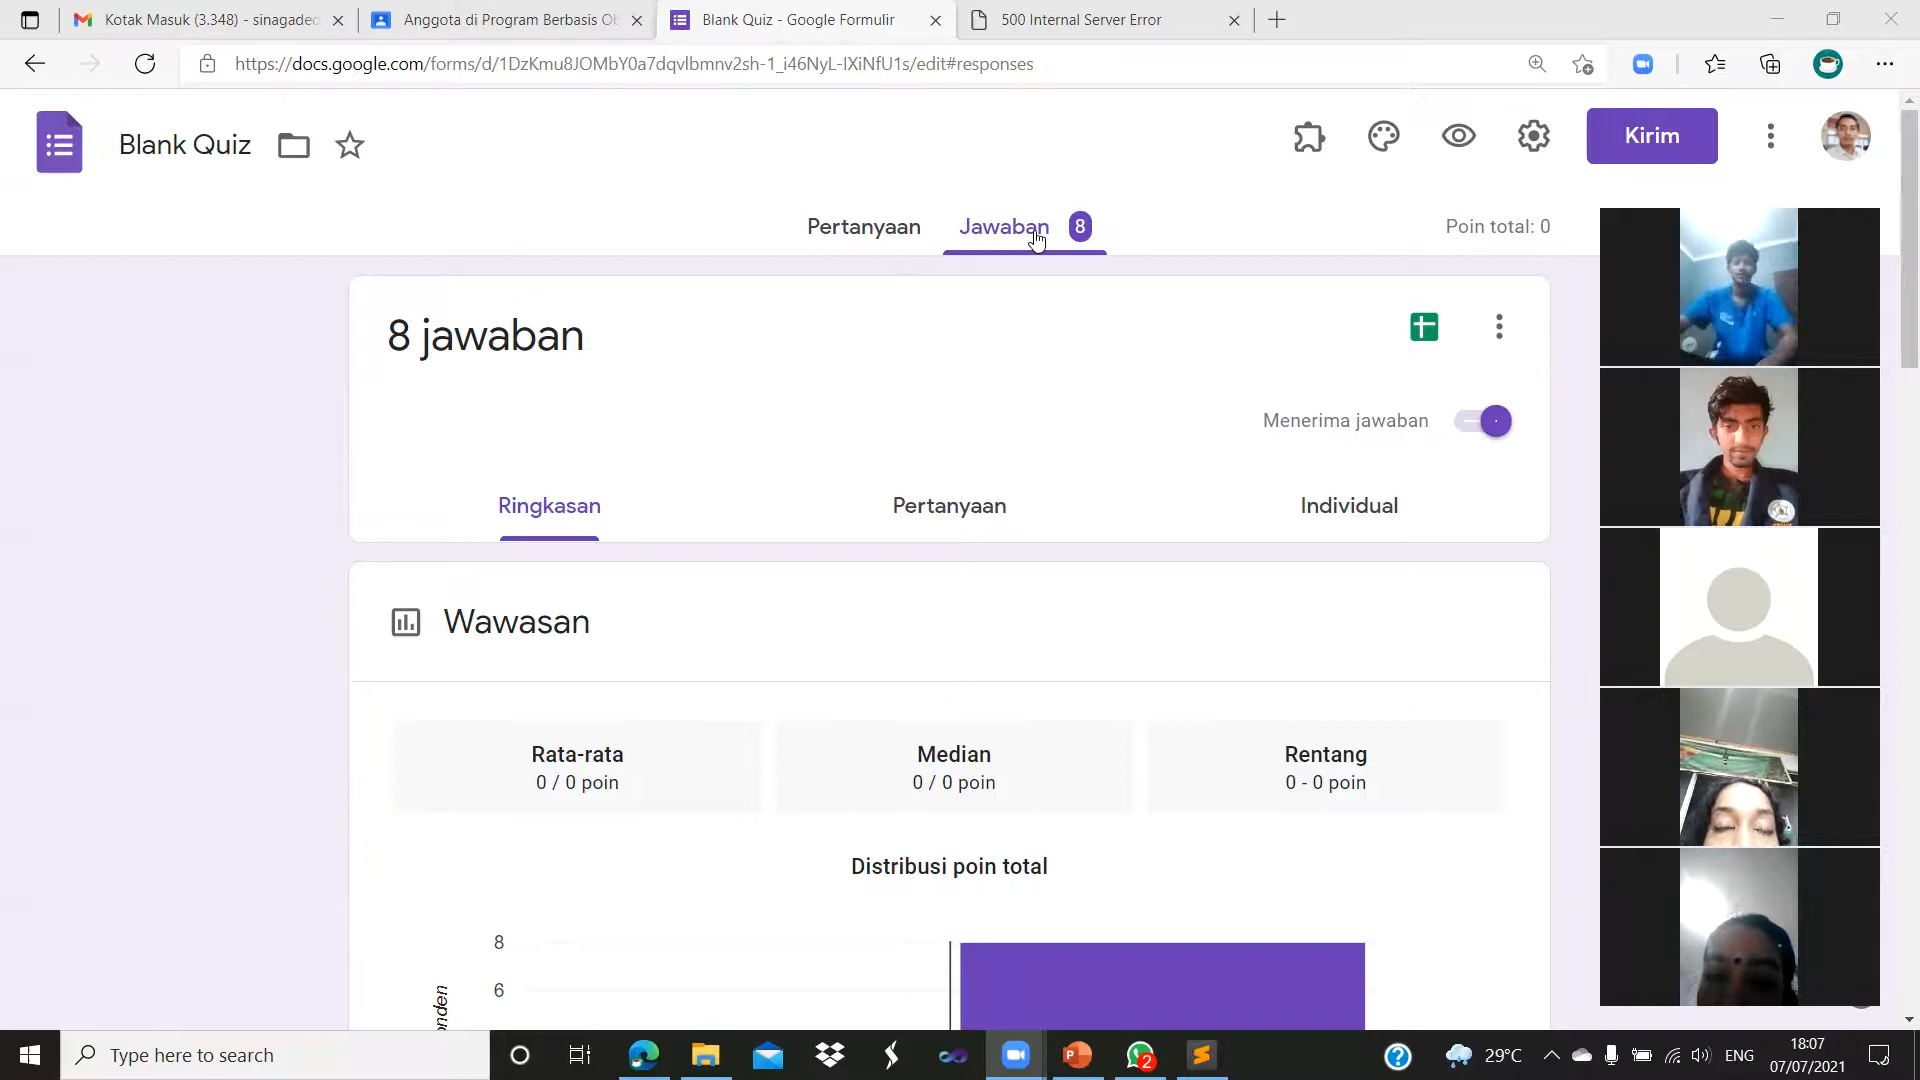 Kotak Masuk (3.348) - sinagadec
Anggota di Program Berbasis Ob
Blank Quiz - Google Formulir
500 Internal Server Error
https://docs.google.com/forms/d/1DzKmu8JOMbY0a7dqvlbmnv2sh-1_i46NyL-IXiNfU1s/edit#responses
Blank Quiz
Kirim
Pertanyaan
Jawaban
8
Poin total: 0
8 jawaban
Menerima jawaban
Ringkasan
Pertanyaan
Individual
Wawasan
Rata-rata
0 / 0 poin
Median
0 / 0 poin
Rentang
0 - 0 poin
Distribusi poin total
8
6
onden
Type here to search
2
29°C
ENG
18:07
07/07/2021